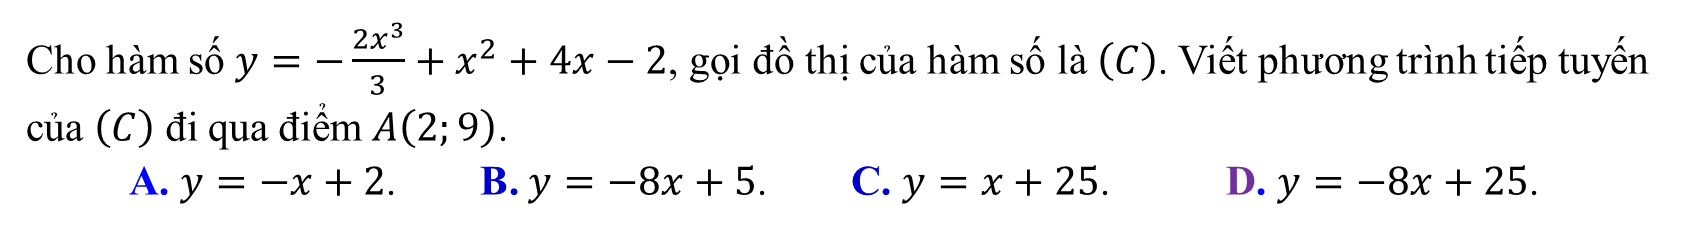 Cho hàm số y = −2x³/3 + x² + 4x − 2, gọi đồ thị của hàm số là (C). Viết phương trình tiếp tuyến
của (C) đi qua điểm A(2; 9).
A. y = −x + 2. B. y = −8x + 5. C. y = x + 25. D. y = −8x + 25.